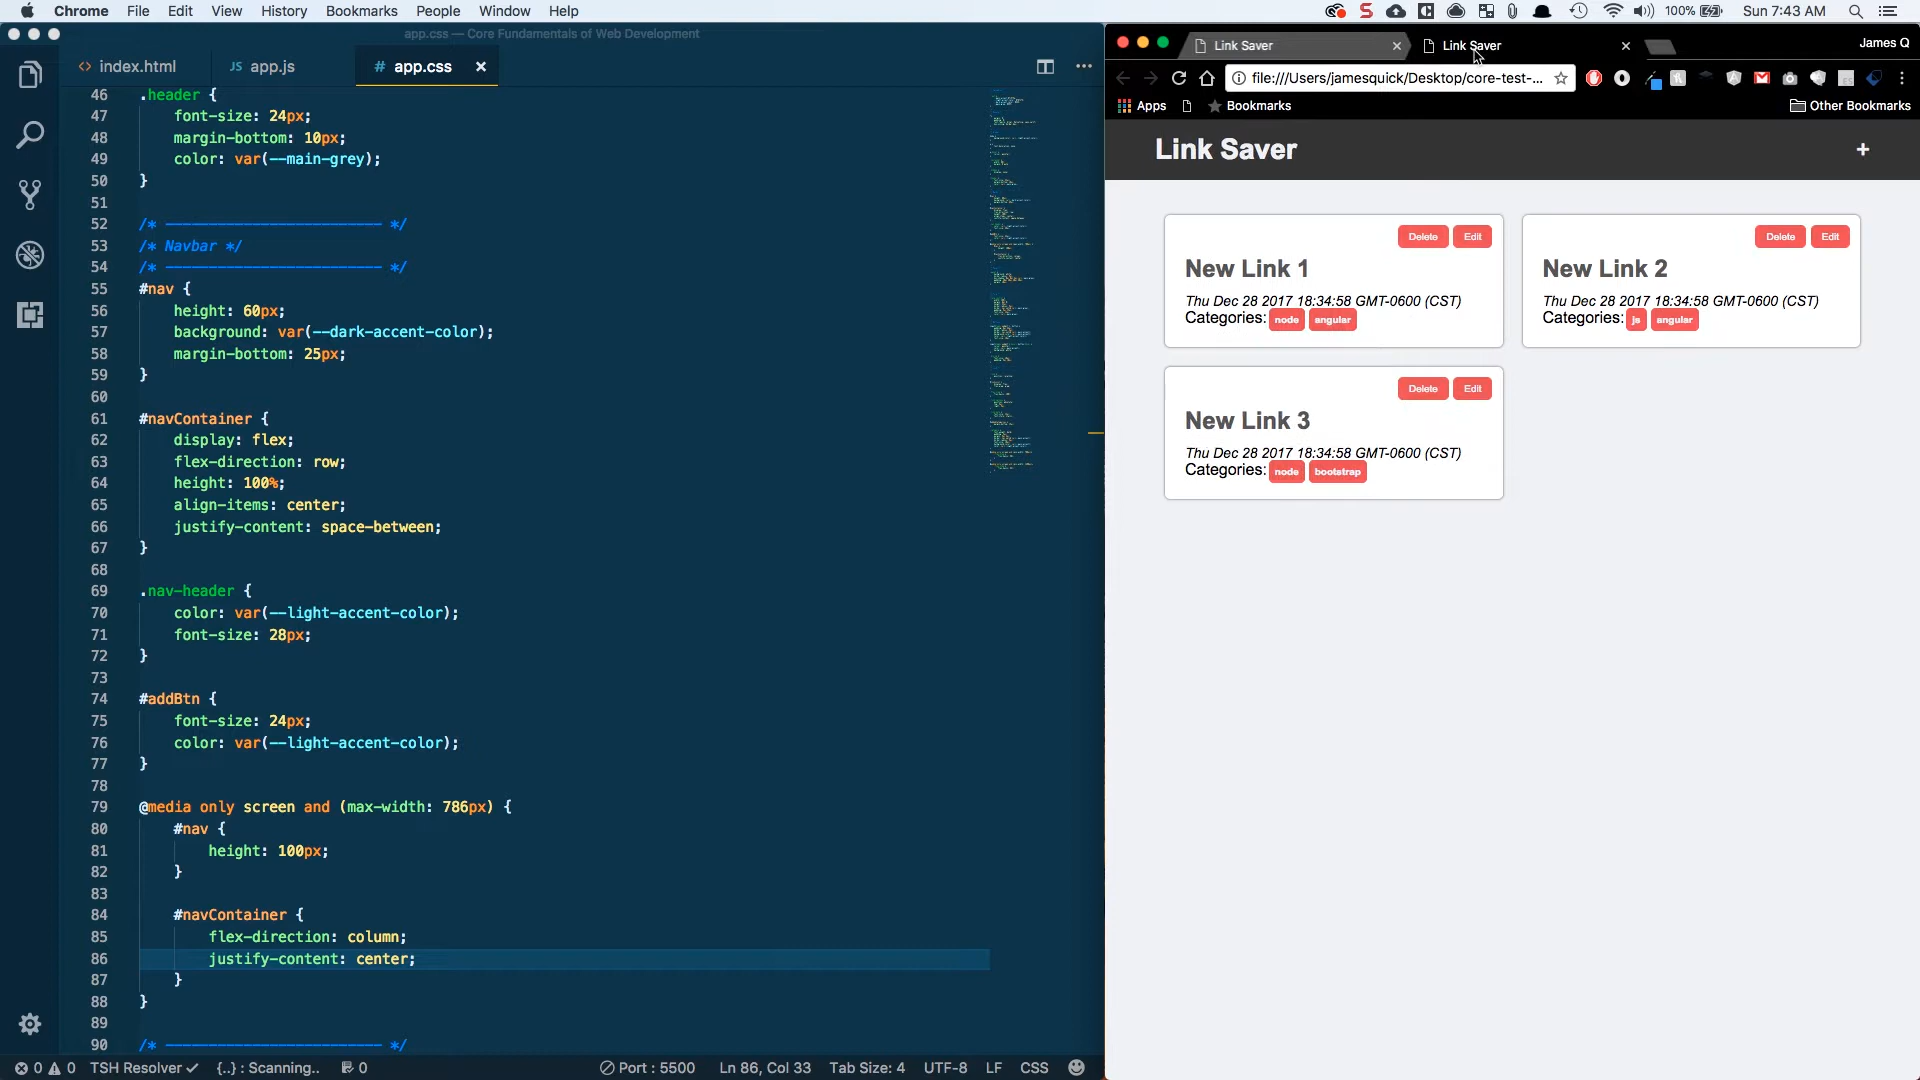 Chrome File Edit View History Bookmarks People Window Help
100% Sun 7:43 AM
app.css — Core Fundamentals of Web Development
<> index.html
JS app.js
# app.css ×
46 .header {
47 font-size: 24px;
48 margin-bottom: 10px;
49 color: var(--main-grey);
50 }
51
52 /* ------------------------- */
53 /* Navbar */
54 /* ------------------------- */
55 #nav {
56 height: 60px;
57 background: var(--dark-accent-color);
58 margin-bottom: 25px;
59 }
60
61 #navContainer {
62 display: flex;
63 flex-direction: row;
64 height: 100%;
65 align-items: center;
66 justify-content: space-between;
67 }
68
69 .nav-header {
70 color: var(--light-accent-color);
71 font-size: 28px;
72 }
73
74 #addBtn {
75 font-size: 24px;
76 color: var(--light-accent-color);
77 }
78
79 @media only screen and (max-width: 786px) {
80 #nav {
81 height: 100px;
82 }
83
84 #navContainer {
85 flex-direction: column;
86 justify-content: center;
87 }
88 }
89
90 /* ------------------------- */
0 0 TSH Resolver ✓ {..} : Scanning.. 0 Port : 5500 Ln 86, Col 33 Tab Size: 4 UTF-8 LF CSS
Link Saver × Link Saver × James Q
file:///Users/jamesquick/Desktop/core-test-...
Apps Bookmarks Other Bookmarks
Link Saver +
Delete Edit
New Link 1
Thu Dec 28 2017 18:34:58 GMT-0600 (CST)
Categories: node angular
Delete Edit
New Link 2
Thu Dec 28 2017 18:34:58 GMT-0600 (CST)
Categories: js angular
Delete Edit
New Link 3
Thu Dec 28 2017 18:34:58 GMT-0600 (CST)
Categories: node bootstrap